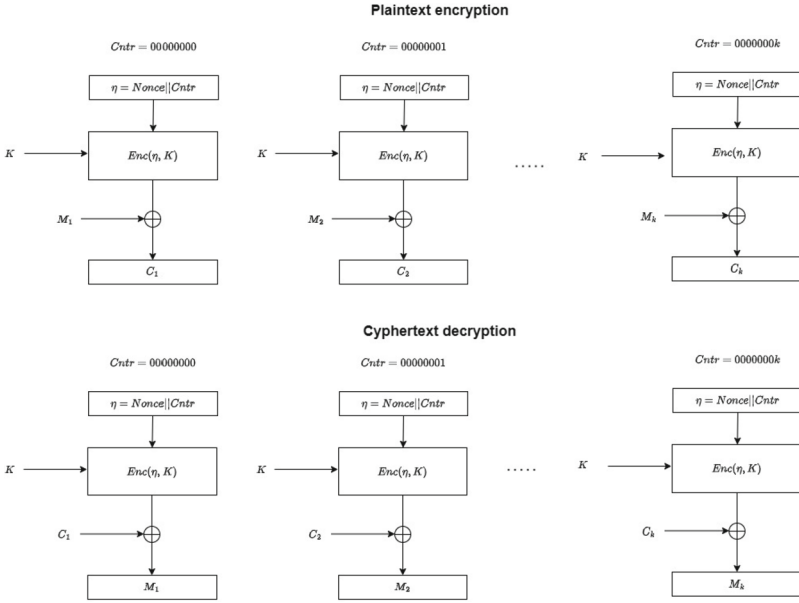 Plaintext encryption
Cntr = 00000000
Cntr = 00000001
Cntr = 0000000k
η = Nonce||Cntr
η = Nonce||Cntr
η = Nonce||Cntr
K
Enc(η, K)
K
Enc(η, K)
.....
K
Enc(η, K)
M₁
M₂
Mₖ
C₁
C₂
Cₖ
Cyphertext decryption
Cntr = 00000000
Cntr = 00000001
Cntr = 0000000k
η = Nonce||Cntr
η = Nonce||Cntr
η = Nonce||Cntr
K
Enc(η, K)
K
Enc(η, K)
.....
K
Enc(η, K)
C₁
C₂
Cₖ
M₁
M₂
Mₖ